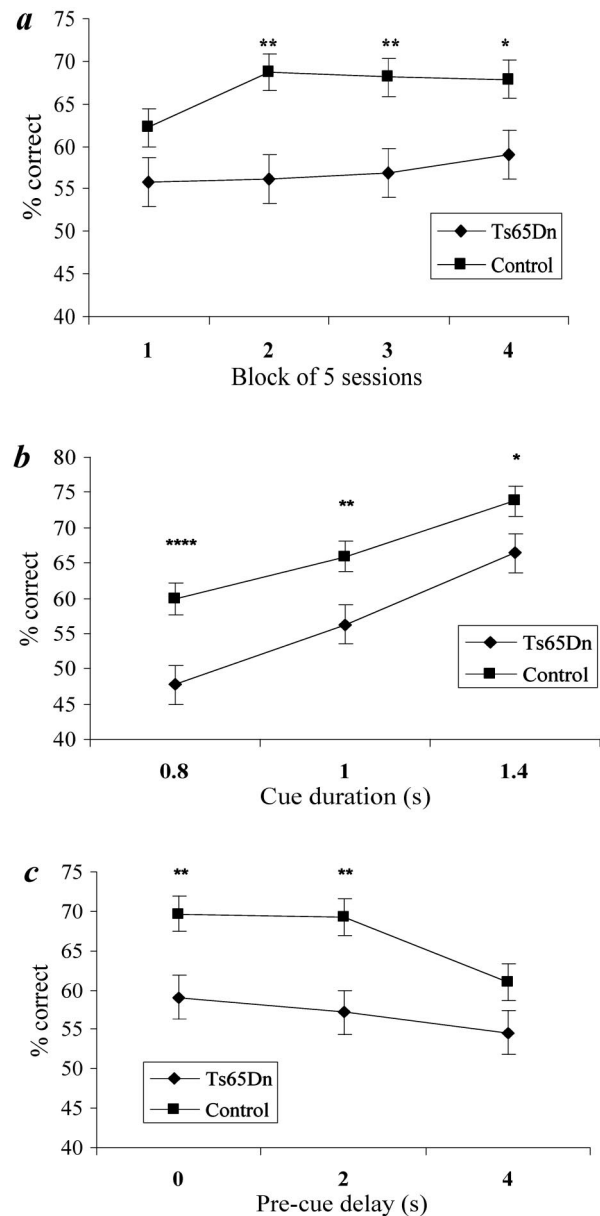 a
75
70
65
60
55
50
45
40
% correct
** ** *
Ts65Dn
Control
1 2 3 4
Block of 5 sessions
b
80
75
70
65
60
55
50
45
40
% correct
**** ** *
Ts65Dn
Control
0.8 1 1.4
Cue duration (s)
c
75
70
65
60
55
50
45
40
% correct
** **
Ts65Dn
Control
0 2 4
Pre-cue delay (s)